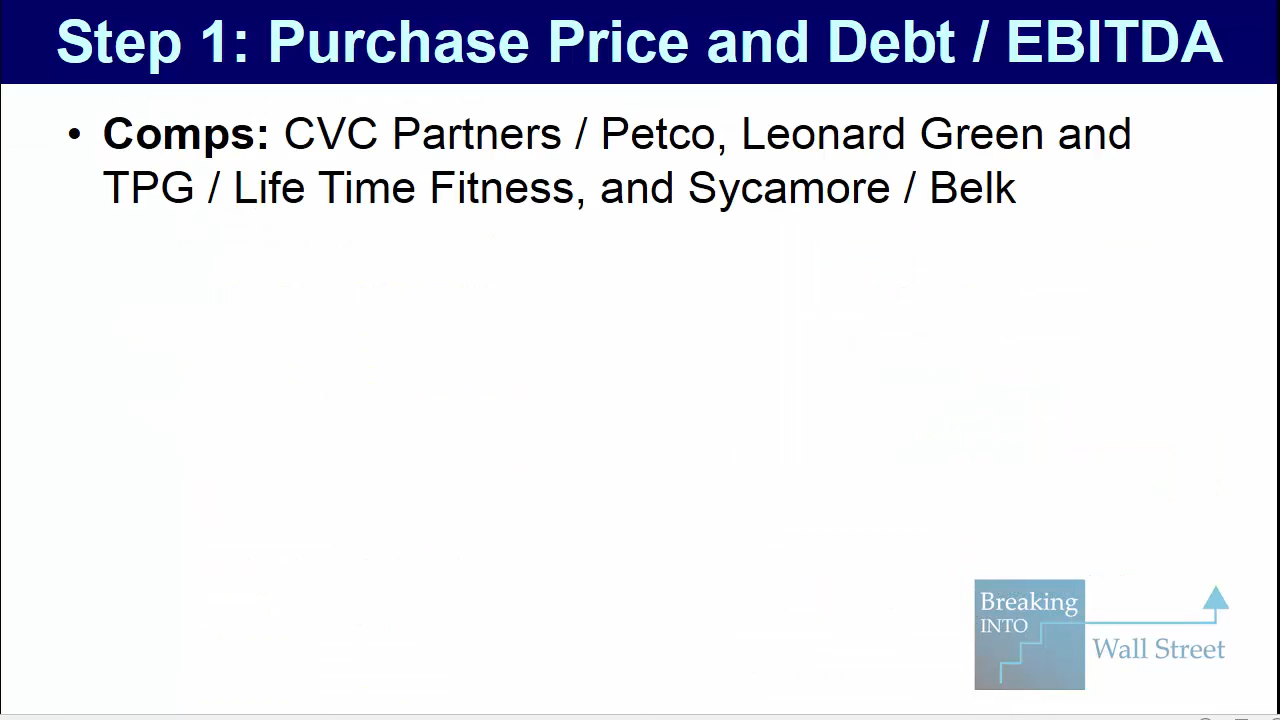 Step 1: Purchase Price and Debt / EBITDA
• Comps: CVC Partners / Petco, Leonard Green and
TPG / Life Time Fitness, and Sycamore / Belk
Breaking
INTO
Wall Street